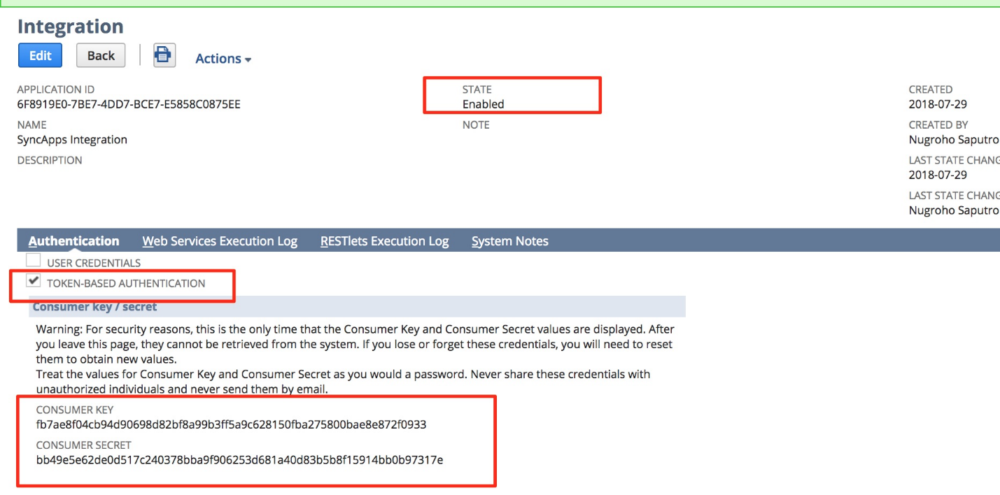 Integration
Edit Back Actions
APPLICATION ID
6F8919E0-7BE7-4DD7-BCE7-E5858C0875EE
NAME
SyncApps Integration
DESCRIPTION
STATE
Enabled
NOTE
CREATED
2018-07-29
CREATED BY
Nugroho Saputro
LAST STATE CHANG
2018-07-29
LAST STATE CHANG
Nugroho Saputro
Authentication Web Services Execution Log RESTlets Execution Log System Notes
USER CREDENTIALS
TOKEN-BASED AUTHENTICATION
Consumer key / secret
Warning: For security reasons, this is the only time that the Consumer Key and Consumer Secret values are displayed. After
you leave this page, they cannot be retrieved from the system. If you lose or forget these credentials, you will need to reset
them to obtain new values.
Treat the values for Consumer Key and Consumer Secret as you would a password. Never share these credentials with
unauthorized individuals and never send them by email.
CONSUMER KEY
fb7ae8f04cb94d90698d82bf8a99b3ff5a9c628150fba275800bae8e872f0933
CONSUMER SECRET
bb49e5e62de0d517c240378bba9f906253d681a40d83b5b8f15914bb0b97317e